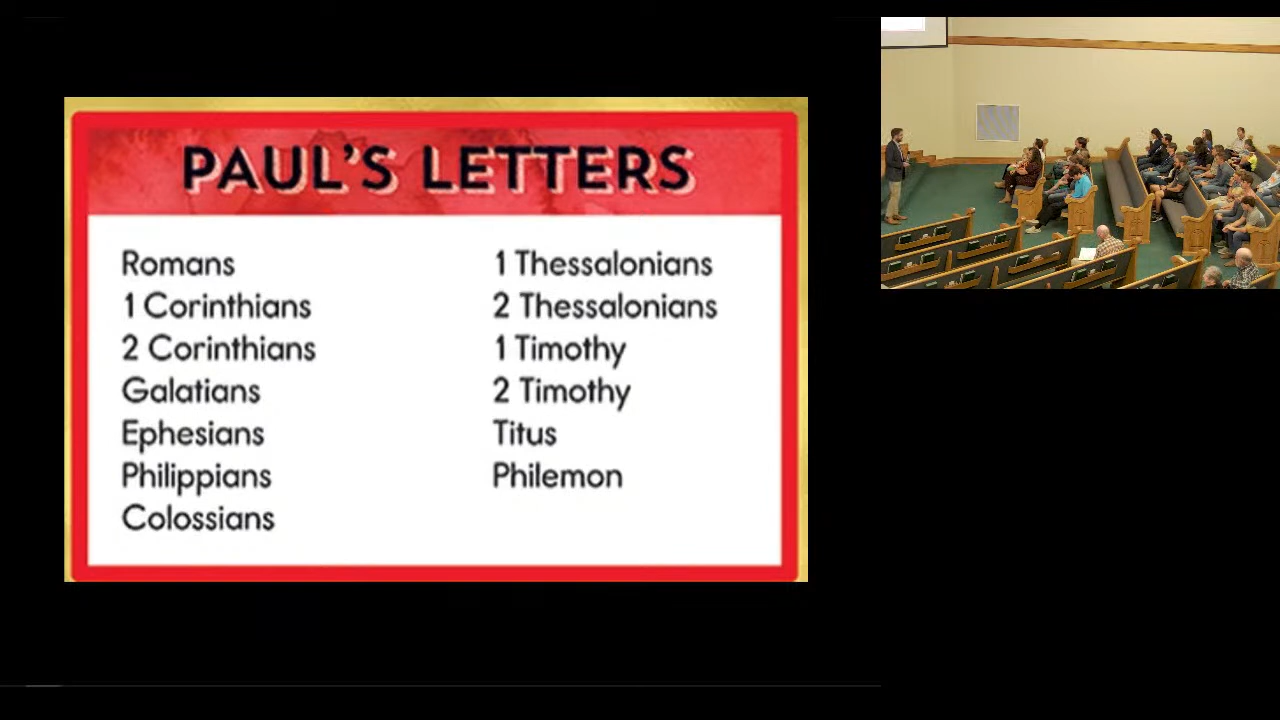 PAUL'S LETTERS
Romans
1 Corinthians
2 Corinthians
Galatians
Ephesians
Philippians
Colossians
1 Thessalonians
2 Thessalonians
1 Timothy
2 Timothy
Titus
Philemon